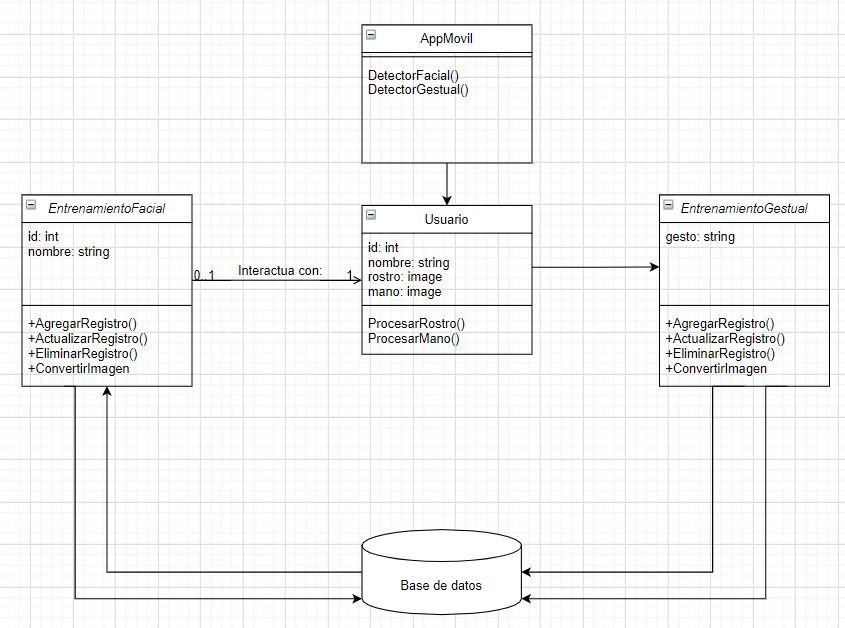 AppMovil
DetectorFacial()
DetectorGestual()
EntrenamientoFacial
id: int
nombre: string
+AgregarRegistro()
+ActualizarRegistro()
+EliminarRegistro()
+ConvertirImagen
0..1
Interactua con:
1
Usuario
id: int
nombre: string
rostro: image
mano: image
ProcesarRostro()
ProcesarMano()
EntrenamientoGestual
gesto: string
+AgregarRegistro()
+ActualizarRegistro()
+EliminarRegistro()
+ConvertirImagen
Base de datos